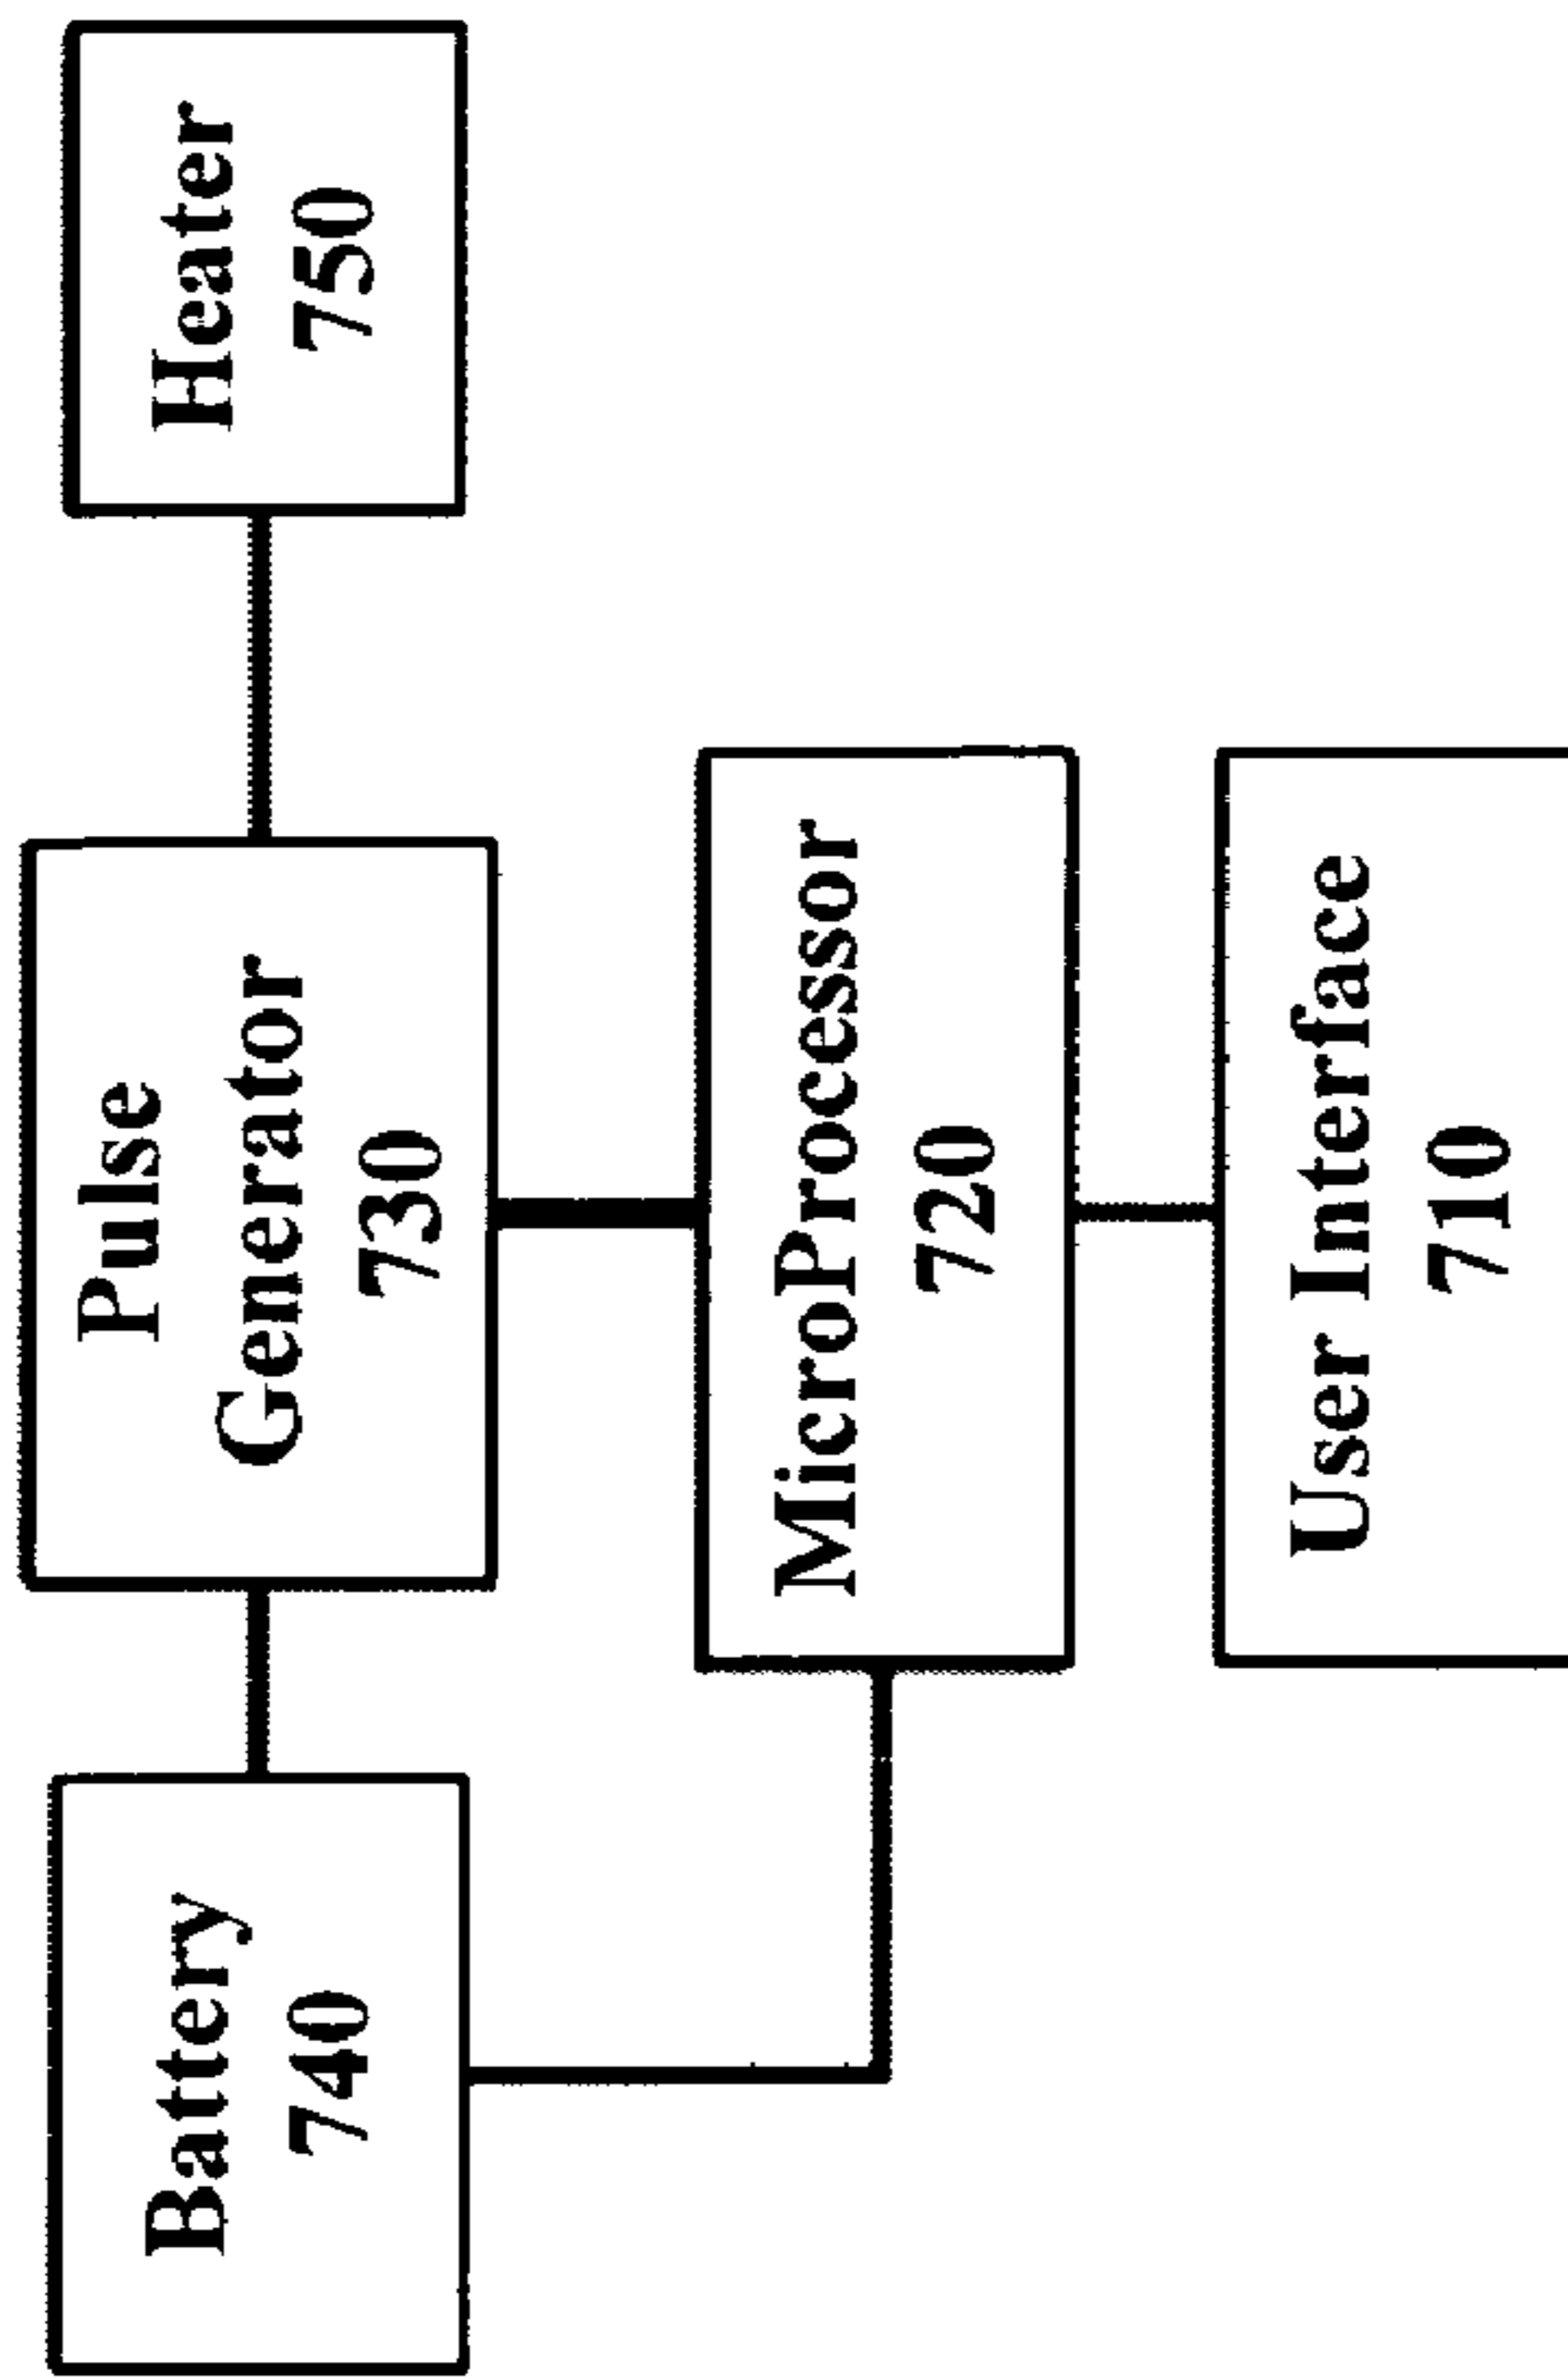 Battery
740
Pulse
Generator
730
Heater
750
MicroProcessor
720
User Interface
710